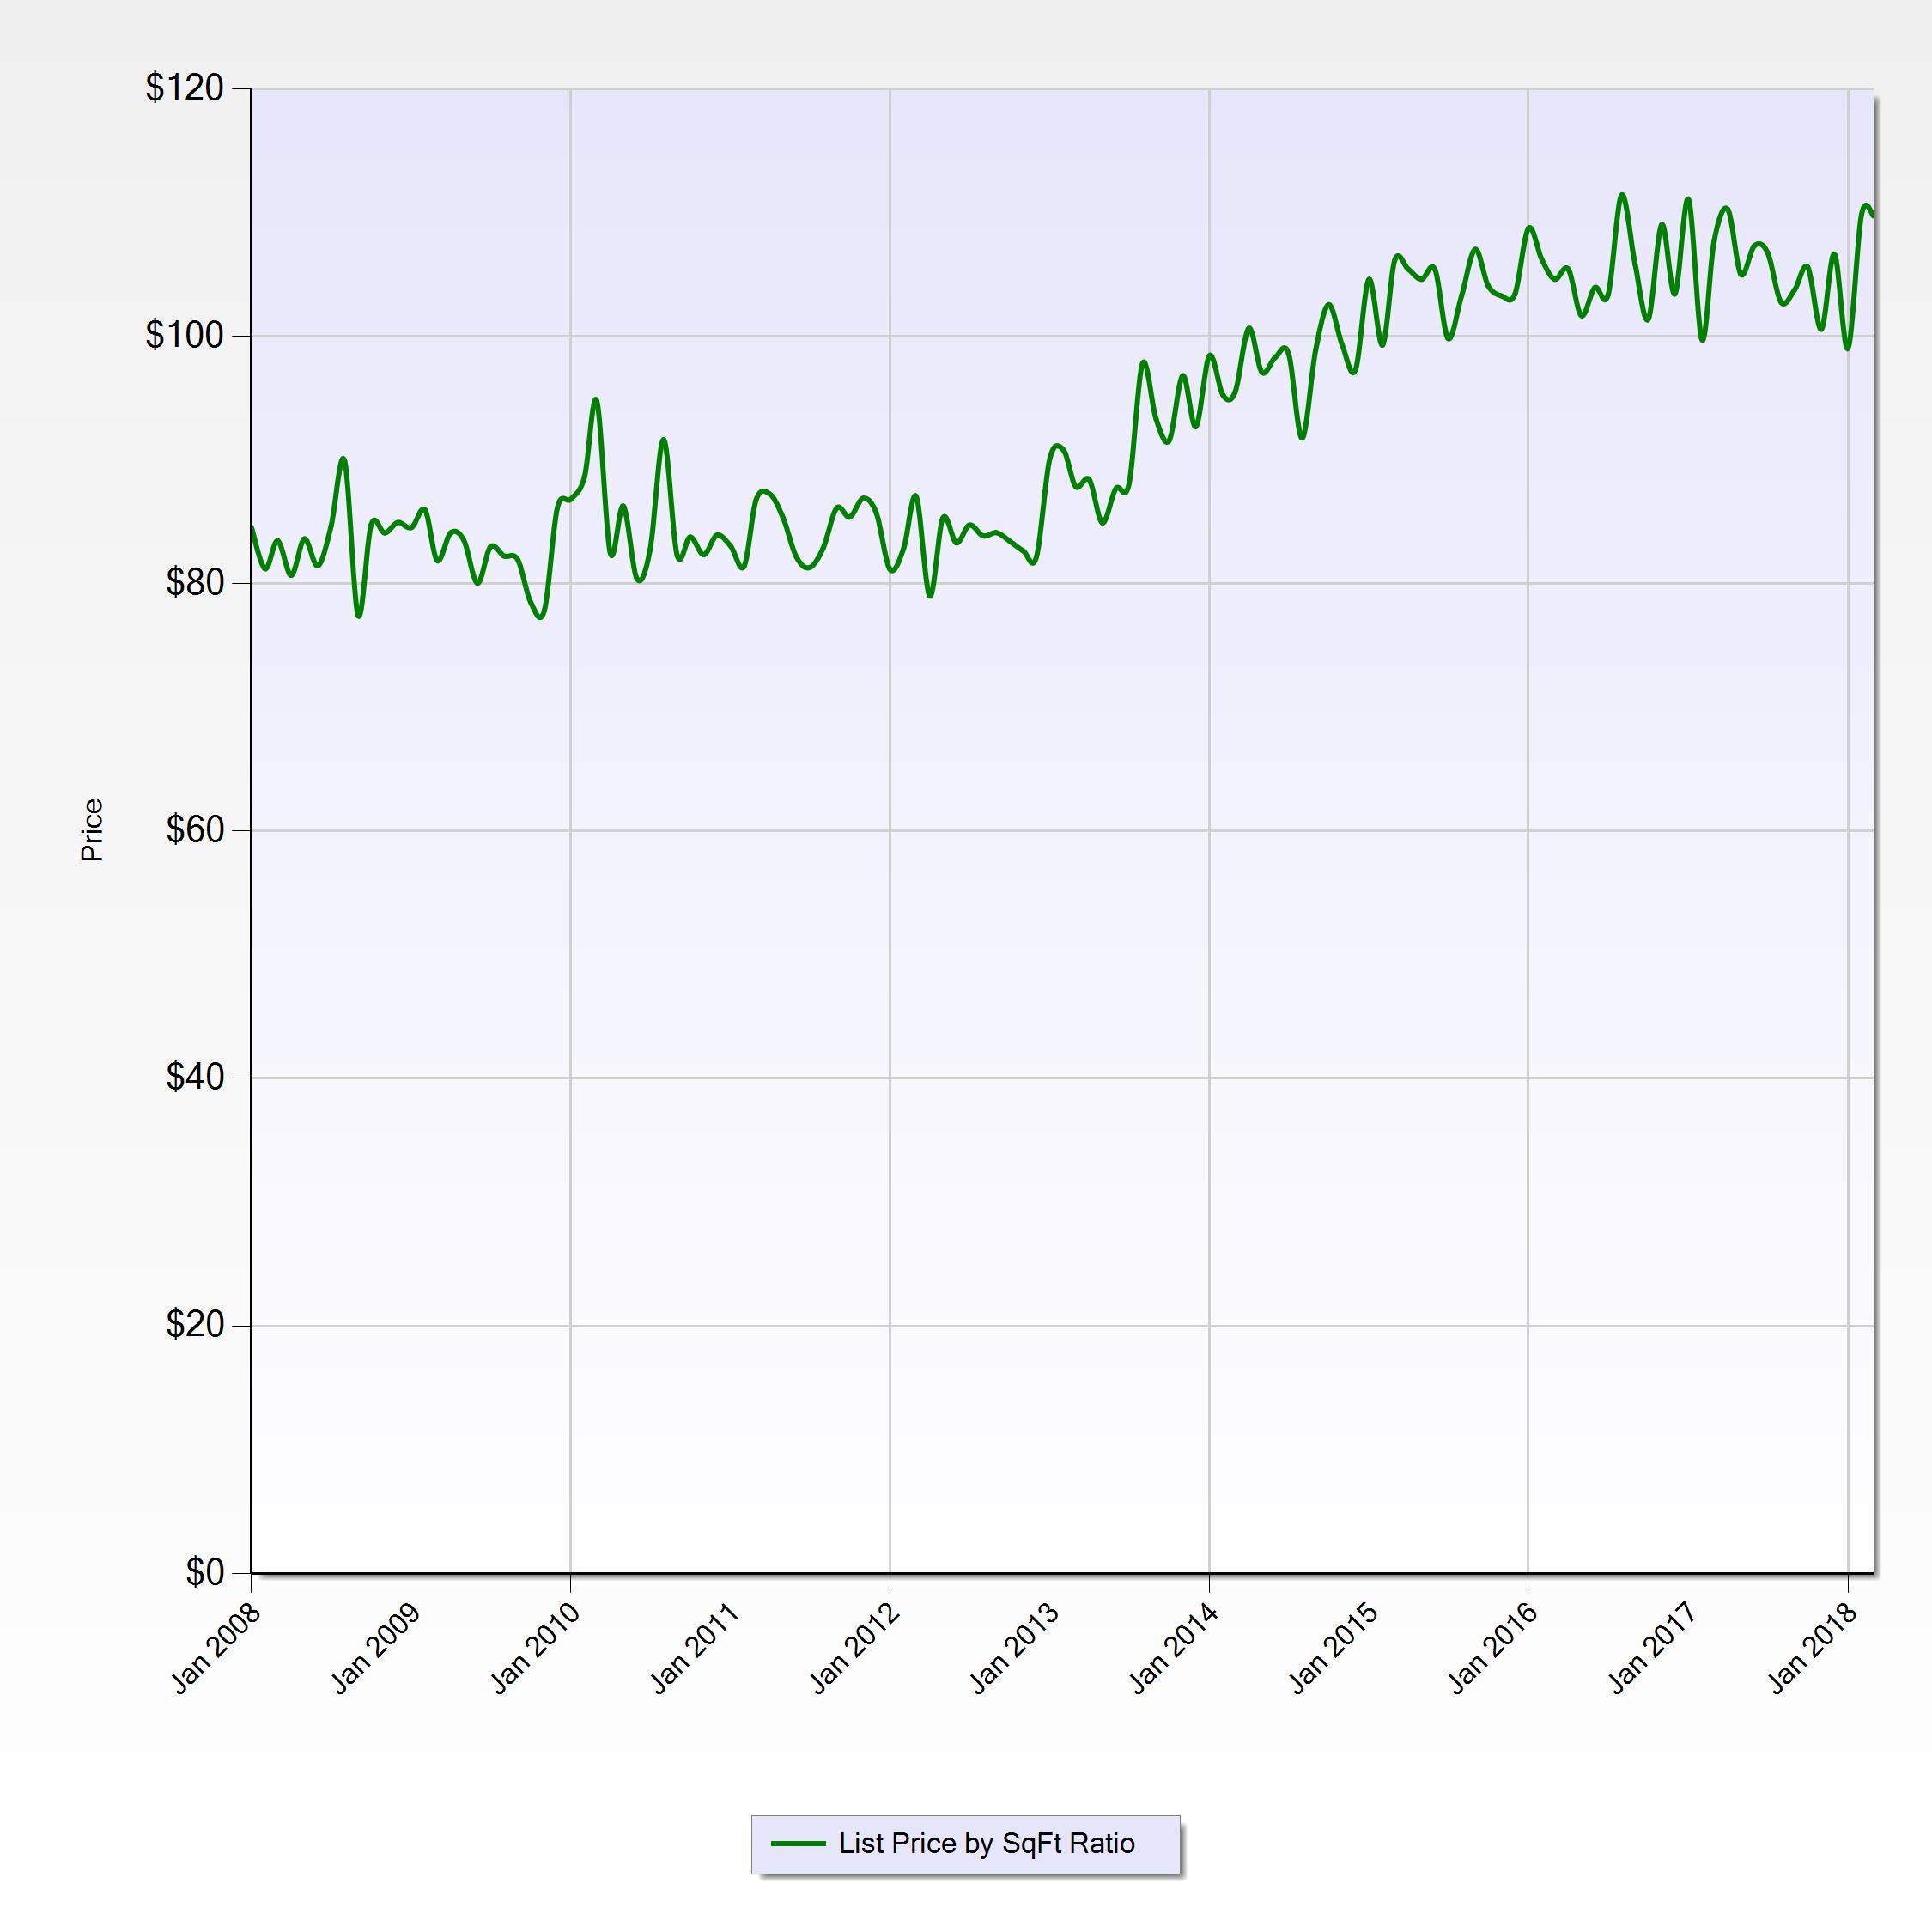 $120
$100
$80
$60
$40
$20
$0
Price
Jan 2008
Jan 2009
Jan 2010
Jan 2011
Jan 2012
Jan 2013
Jan 2014
Jan 2015
Jan 2016
Jan 2017
Jan 2018
List Price by SqFt Ratio